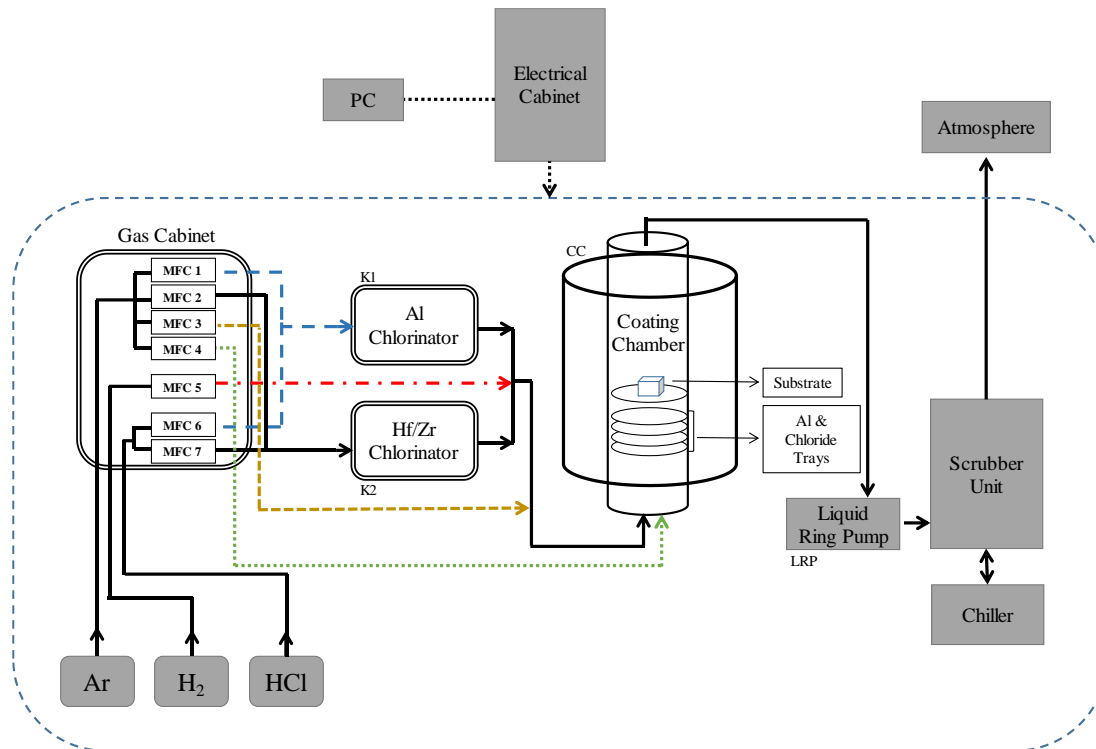 Electrical
Cabinet
PC
Atmosphere
Gas Cabinet
MFC 1
MFC 2
MFC 3
MFC 4
MFC 5
MFC 6
MFC 7
K1
Al
Chlorinator
Hf/Zr
Chlorinator
K2
CC
Coating
Chamber
Substrate
Al &
Chloride
Trays
Liquid
Ring Pump
LRP
Scrubber
Unit
Chiller
Ar
H2
HCl